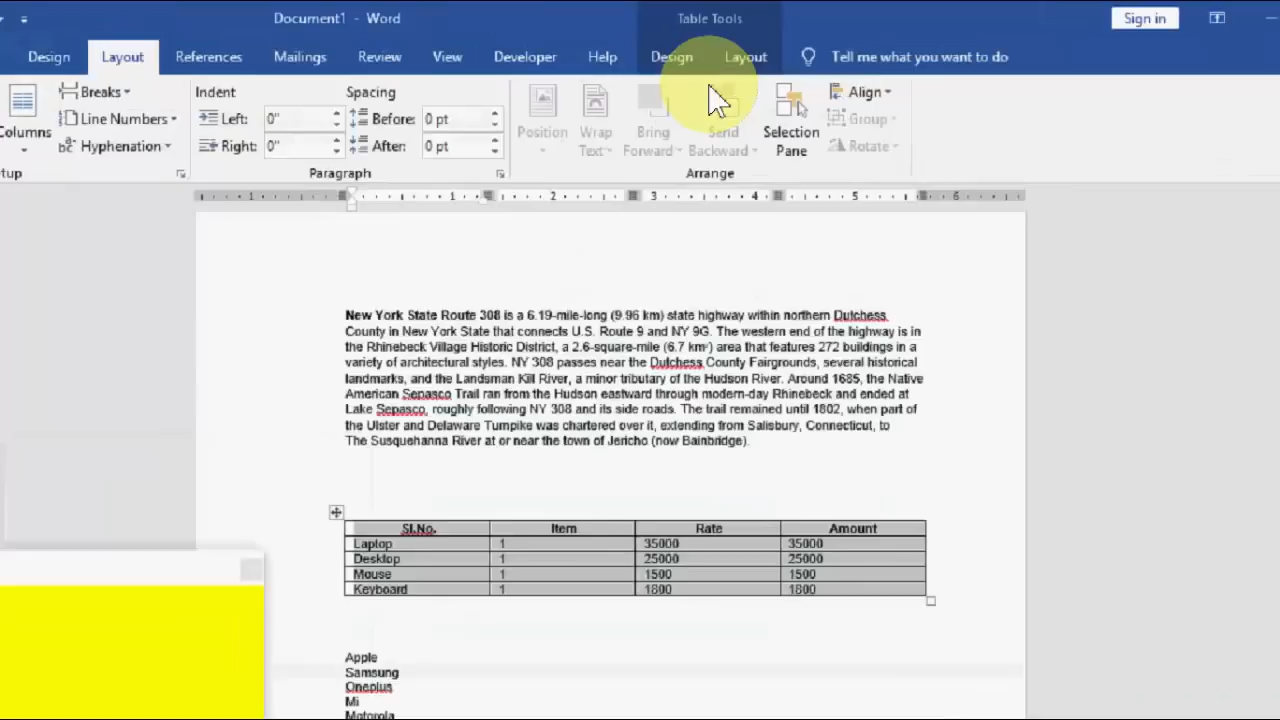 Document1 - Word
Table Tools
Sign in
Design Layout References Mailings Review View Developer Help Design Layout Tell me what you want to do
Breaks
Indent
Spacing
Left: 0"
Before: 0 pt
Line Numbers
Columns
Right: 0"
After: 0 pt
Hyphenation
Position
Wrap Text
Bring Forward
Send Backward
Selection Pane
Align
Group
Rotate
Paragraph
Arrange
1 1 2 3 4 5 6
New York State Route 308 is a 6.19-mile-long (9.96 km) state highway within northern Dutchess
County in New York State that connects U.S. Route 9 and NY 9G. The western end of the highway is in
the Rhinebeck Village Historic District, a 2.6-square-mile (6.7 km²) area that features 272 buildings in a
variety of architectural styles. NY 308 passes near the Dutchess County Fairgrounds, several historical
landmarks, and the Landsman Kill River, a minor tributary of the Hudson River. Around 1685, the Native
American Sepasco Trail ran from the Hudson eastward through modern-day Rhinebeck and ended at
Lake Sepasco, roughly following NY 308 and its side roads. The trail remained until 1802, when part of
the Ulster and Delaware Turnpike was chartered over it, extending from Salisbury, Connecticut, to
The Susquehanna River at or near the town of Jericho (now Bainbridge).
Sl.No. Item Rate Amount
Laptop 1 35000 35000
Desktop 1 25000 25000
Mouse 1 1500 1500
Keyboard 1 1800 1800
Apple
Samsung
Oneplus
Mi
Motorola